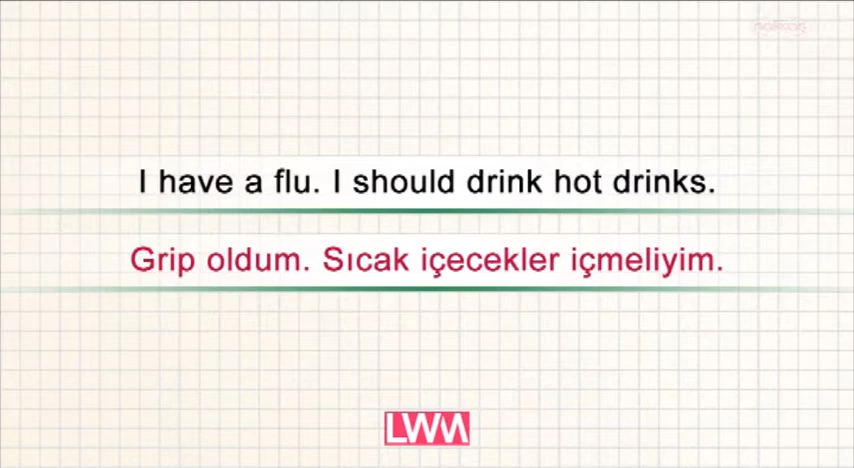 I have a flu. I should drink hot drinks.
Grip oldum. Sıcak içecekler içmeliyim.
LWM